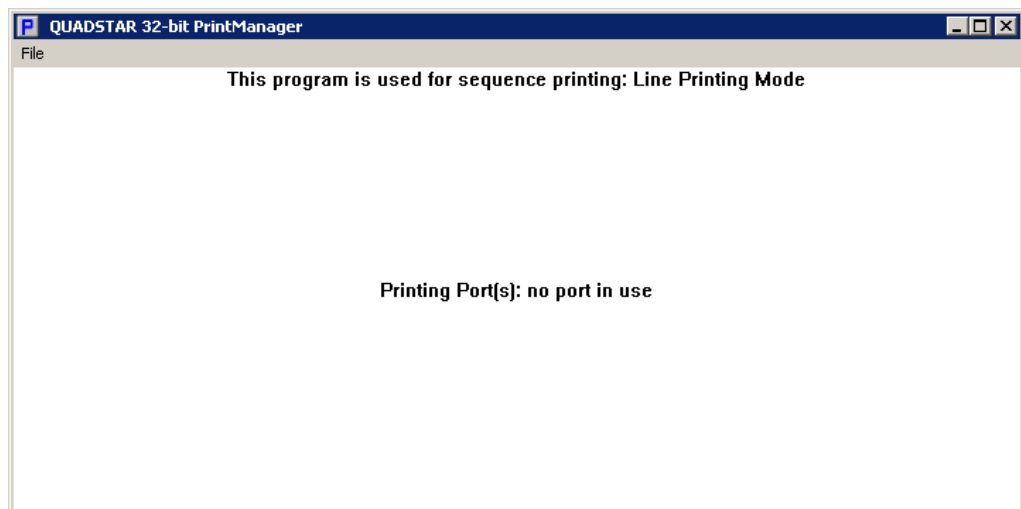 P QUADSTAR 32-bit PrintManager
File
This program is used for sequence printing: Line Printing Mode
Printing Port(s): no port in use